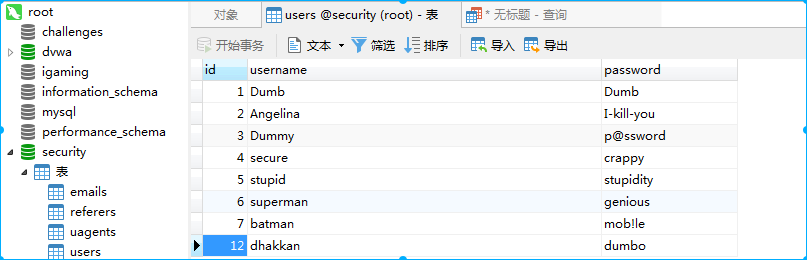 root
challenges
dvwa
igaming
information_schema
mysql
performance_schema
security
表
emails
referers
uagents
users
对象 users @security (root) - 表 * 无标题 - 查询
开始事务 文本 筛选 排序 导入 导出
id username password
1 Dumb Dumb
2 Angelina I-kill-you
3 Dummy p@ssword
4 secure crappy
5 stupid stupidity
6 superman genious
7 batman mob!le
12 dhakkan dumbo